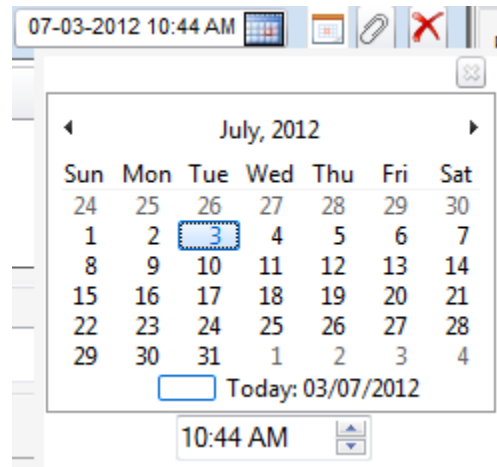 07-03-2012 10:44 AM
July, 2012
Sun Mon Tue Wed Thu Fri Sat
24 25 26 27 28 29 30
1 2 3 4 5 6 7
8 9 10 11 12 13 14
15 16 17 18 19 20 21
22 23 24 25 26 27 28
29 30 31 1 2 3 4
Today: 03/07/2012
10:44 AM